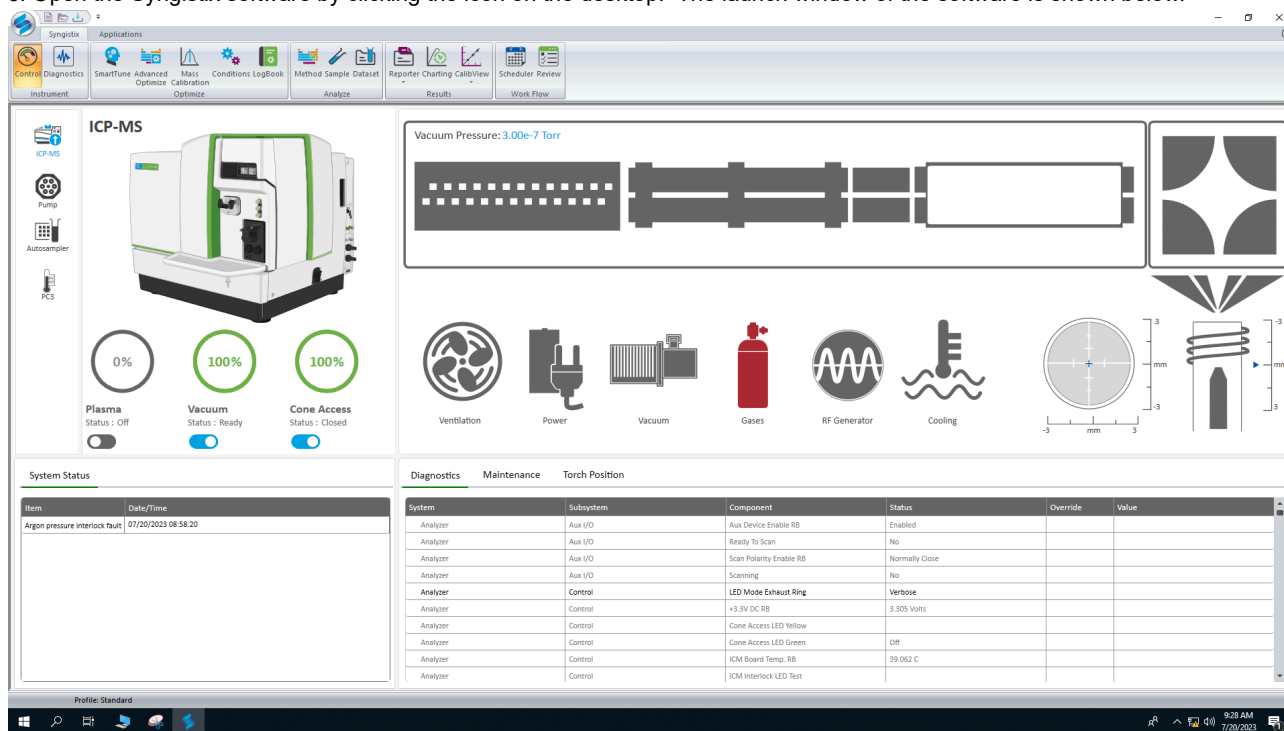 Syngistix Applications
Control Diagnostics SmartTune Advanced Optimize Mass Calibration Conditions LogBook Method Sample Dataset Reporter Charting CalibView Scheduler Review
Instrument Optimize Analyze Results Work Flow
ICP-MS
Pump
Autosampler
PC3
ICP-MS
0% 100% 100%
Plasma Vacuum Cone Access
Status : Off Status : Ready Status : Closed
Vacuum Pressure: 3.00e-7 Torr
Ventilation Power Vacuum Gases RF Generator Cooling
3
mm
-3
-3 mm 3
-3
mm
3
System Status
Item Date/Time
Argon pressure interlock fault 07/20/2023 08:58:20
Diagnostics Maintenance Torch Position
System Subsystem Component Status Override Value
Analyzer Aux I/O Aux Device Enable RB Enabled
Analyzer Aux I/O Ready To Scan No
Analyzer Aux I/O Scan Polarity Enable RB Normally Close
Analyzer Aux I/O Scanning No
Analyzer Control LED Mode Exhaust Ring Verbose
Analyzer Control +3.3V DC RB 3.305 Volts
Analyzer Control Cone Access LED Yellow
Analyzer Control Cone Access LED Green Off
Analyzer Control ICM Board Temp. RB 39.062 C
Analyzer Control ICM Interlock LED Test
Profile: Standard
9:28 AM
7/20/2023